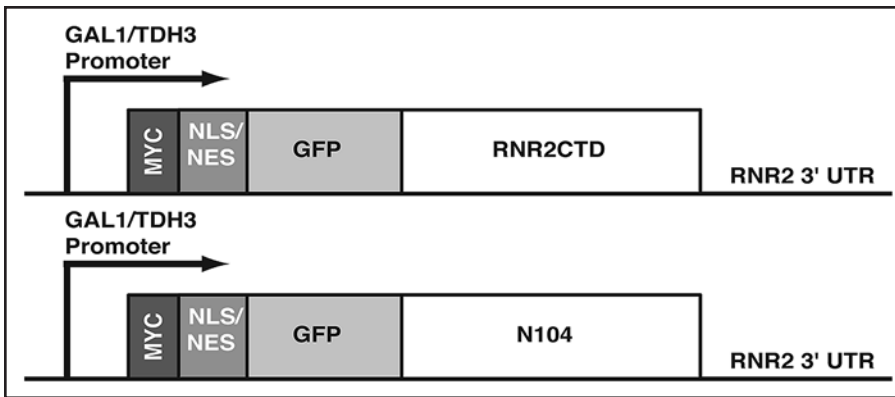 GAL1/TDH3
Promoter
MYC
NLS/
NES
GFP
RNR2CTD
RNR2 3' UTR
GAL1/TDH3
Promoter
MYC
NLS/
NES
GFP
N104
RNR2 3' UTR